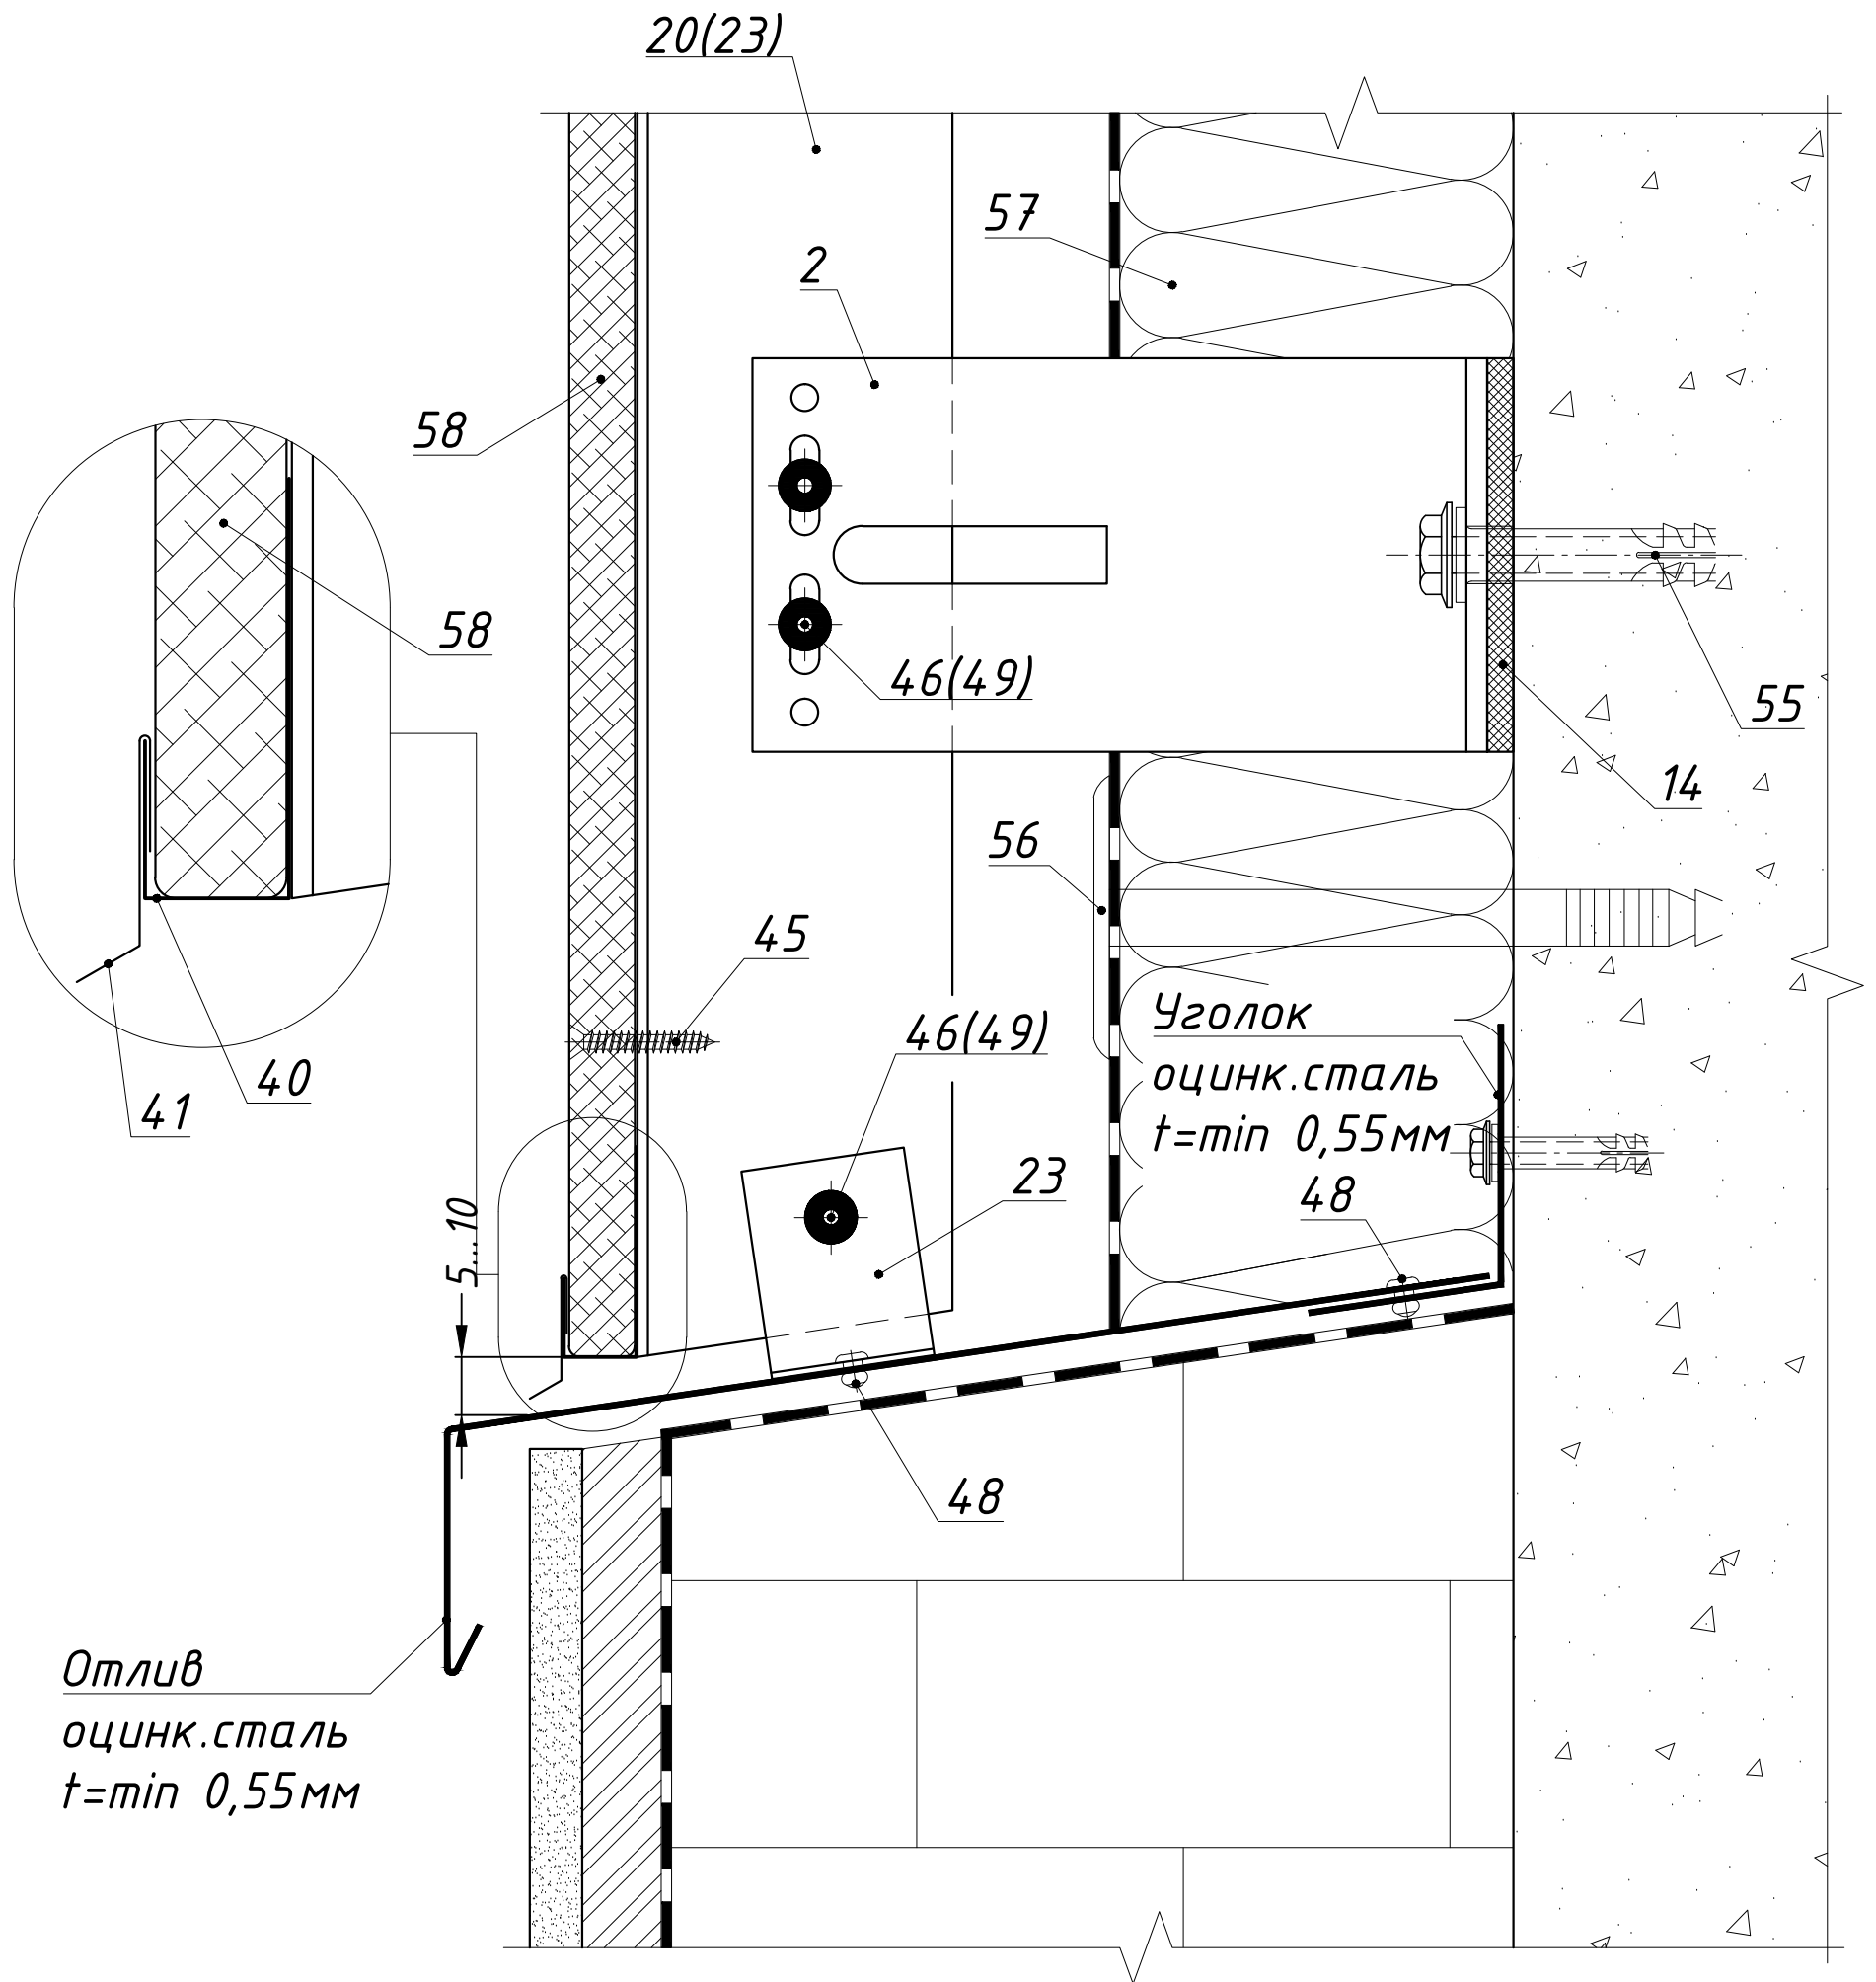 20(23)
57
2
58
58
46(49)
55
14
56
45
46(49)
Уголок
оцинк.сталь
t=min 0,55мм
40
41
23
48
5...10
48
Отлив
оцинк.сталь
t=min 0,55мм